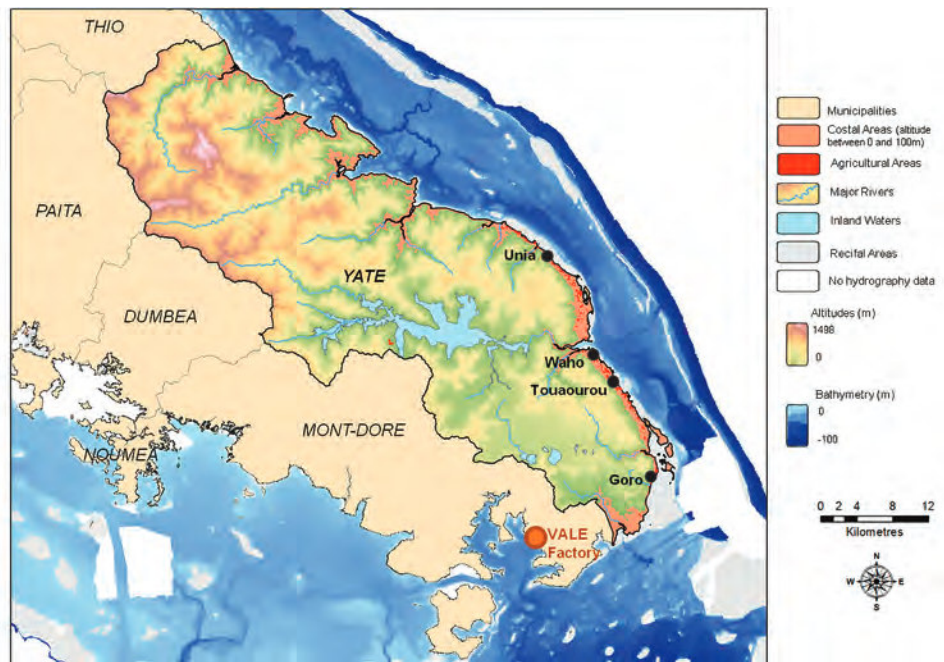 THIO
PAITA
DUMBEA
NOUMEA
MONT-DORE
YATE
Unia
Waho
Touaourou
Goro
VALE
Factory
Municipalities
Costal Areas (altitude
between 0 and 100m)
Agricultural Areas
Major Rivers
Inland Waters
Recifal Areas
No hydrography data
Altitudes (m)
1498
0
Bathymetry (m)
0
-100
0 2 4 8 12
Kilometres
N
W E
S